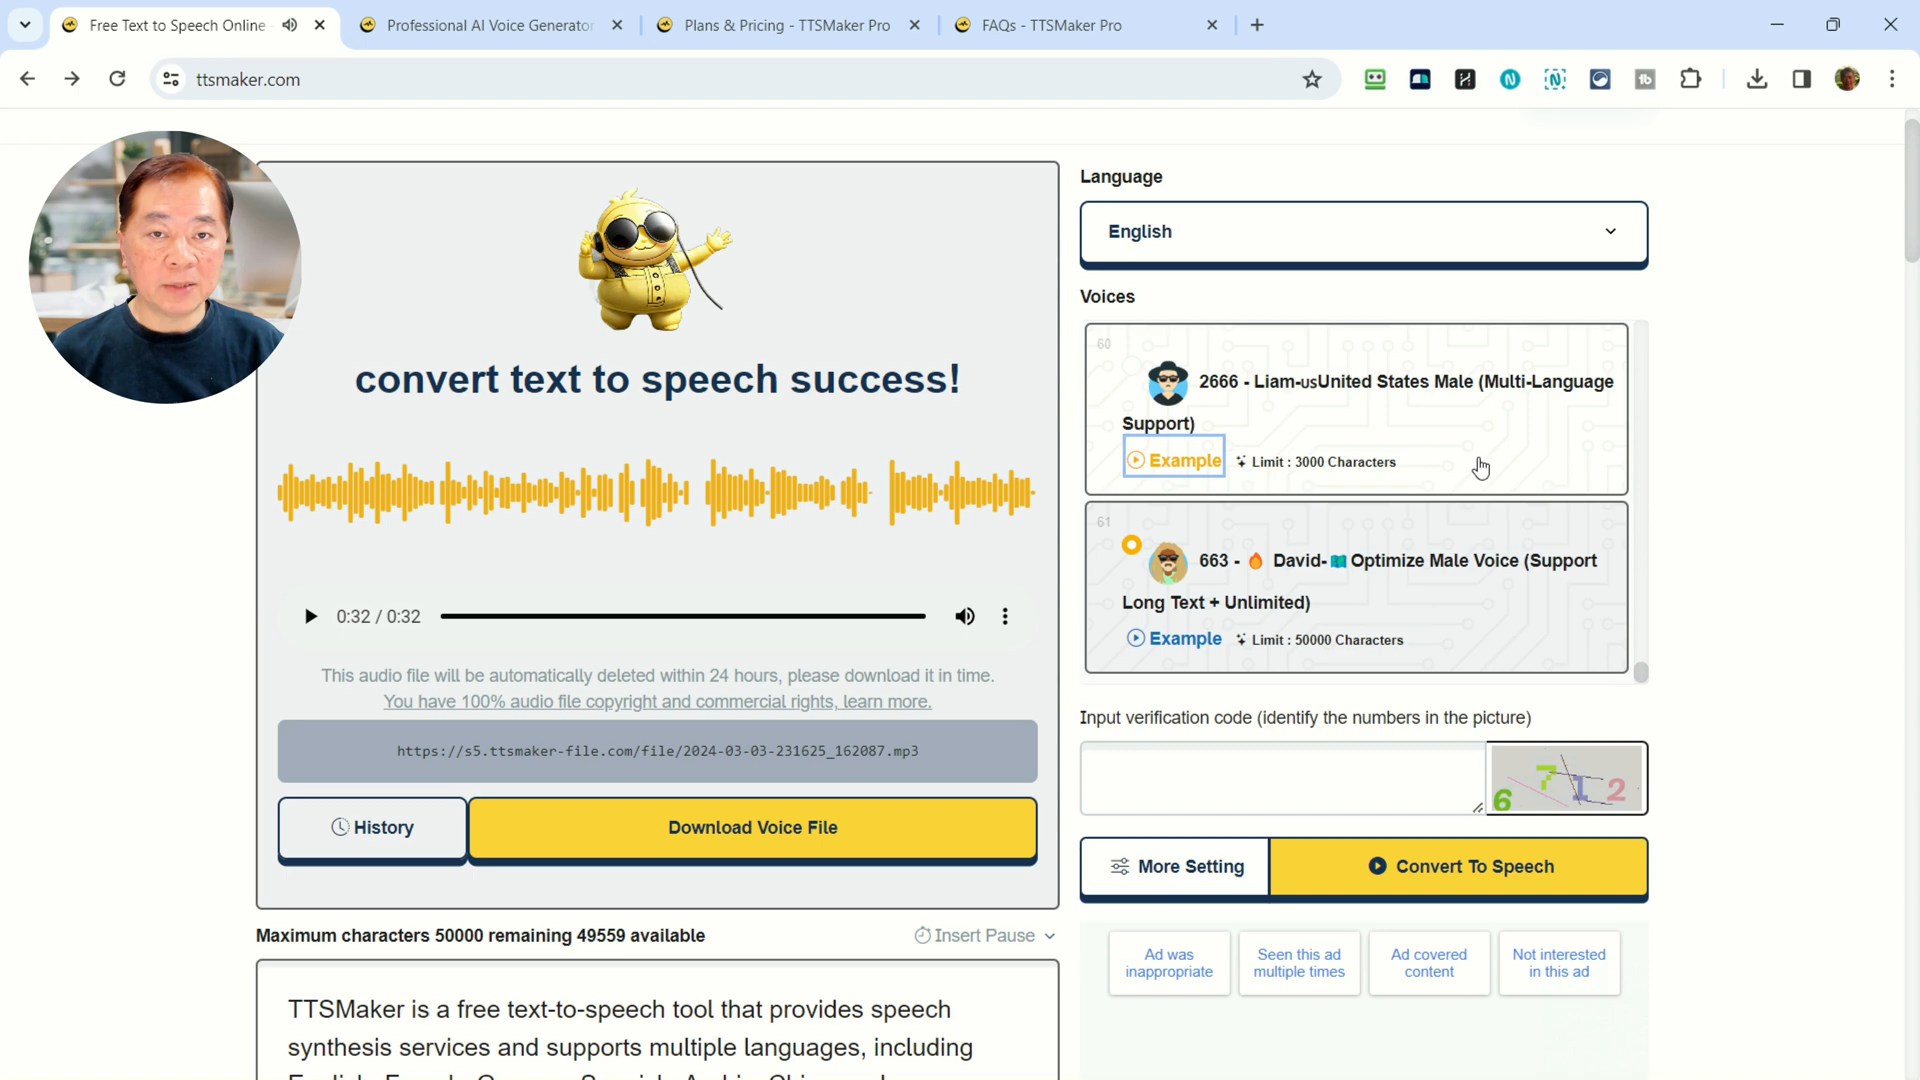 Free Text to Speech Online
Professional AI Voice Generator
Plans & Pricing - TTSMaker Pro
FAQs - TTSMaker Pro
ttsmaker.com
convert text to speech success!
0:32 / 0:32
This audio file will be automatically deleted within 24 hours, please download it in time.
You have 100% audio file copyright and commercial rights, learn more.
https://s5.ttsmaker-file.com/file/2024-03-03-231625_162087.mp3
History
Download Voice File
Maximum characters 50000 remaining 49559 available
Insert Pause
TTSMaker is a free text-to-speech tool that provides speech
synthesis services and supports multiple languages, including
Language
English
Voices
60
2666 - Liam-USUnited States Male (Multi-Language
Support)
Example
Limit : 3000 Characters
61
663 - 🔥 David-Optimize Male Voice (Support
Long Text + Unlimited)
Example
Limit : 50000 Characters
Input verification code (identify the numbers in the picture)
6 7 1 2
More Setting
Convert To Speech
Ad was
inappropriate
Seen this ad
multiple times
Ad covered
content
Not interested
in this ad